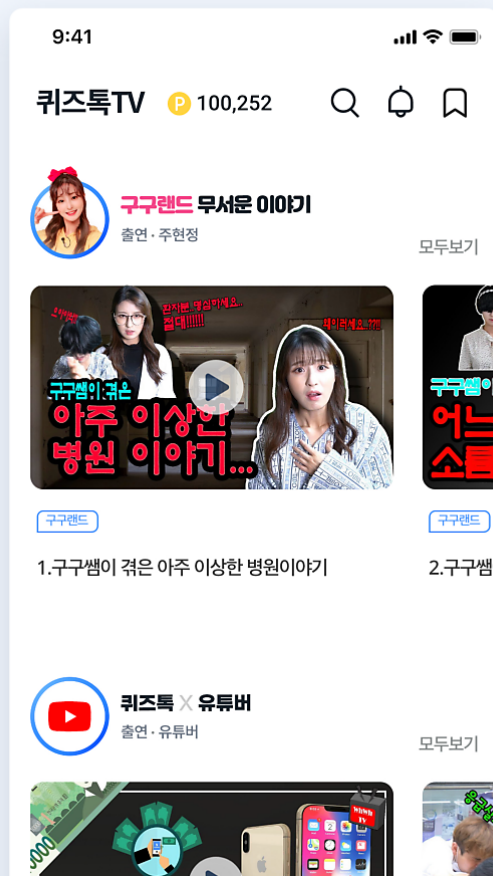 9:41
퀴즈톡TV
P 100,252
구구랜드 무서운 이야기
출연 · 주현정
모두보기
절대!!!!!
구구쌤이 겪은
아주 이상한
병원 이야기...
구구쌤이
어느
소름
구구랜드
구구랜드
1.구구쌤이 겪은 아주 이상한 병원이야기
2.구구쌤
퀴즈톡 X 유튜버
출연 · 유튜버
모두보기